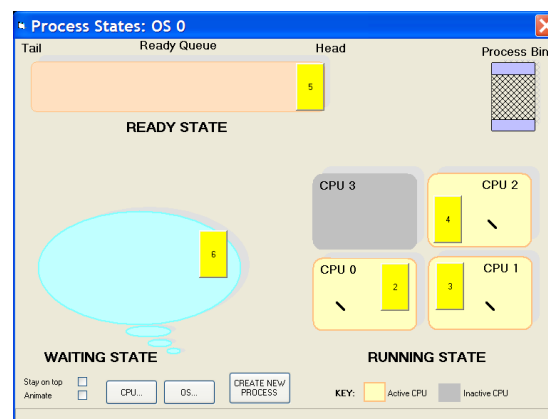 Process States: OS 0
Tail Ready Queue Head Process Bin
5
READY STATE
CPU 3 CPU 2
4
6
CPU 0 2 3 CPU 1
WAITING STATE RUNNING STATE
Stay on top
Animate
CPU... OS... CREATE NEW
PROCESS
KEY: Active CPU Inactive CPU